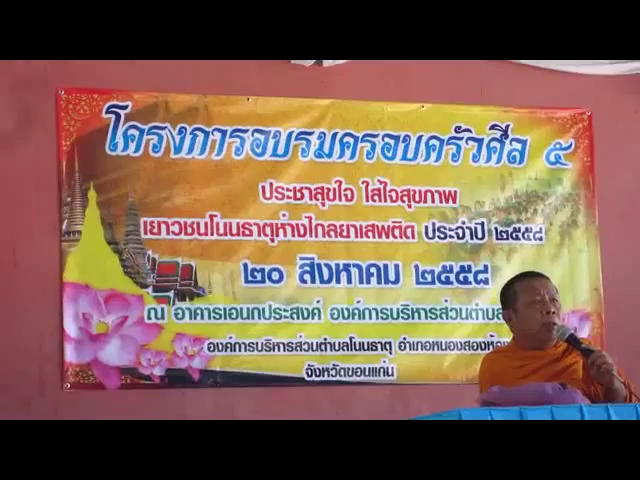 โครงการอบรมครอบครัวศีล ๕
ประชาสุขใจ ใส่ใจสุขภาพ
เยาวชนโนนธาตุห่างไกลยาเสพติด ประจำปี ๒๕๕๘
๒๐ สิงหาคม ๒๕๕๘
ณ อาคารเอนกประสงค์ องค์การบริหารส่วนตำบล
องค์การบริหารส่วนตำบลโนนธาตุ อำเภอหนองสองห้อง
จังหวัดขอนแก่น